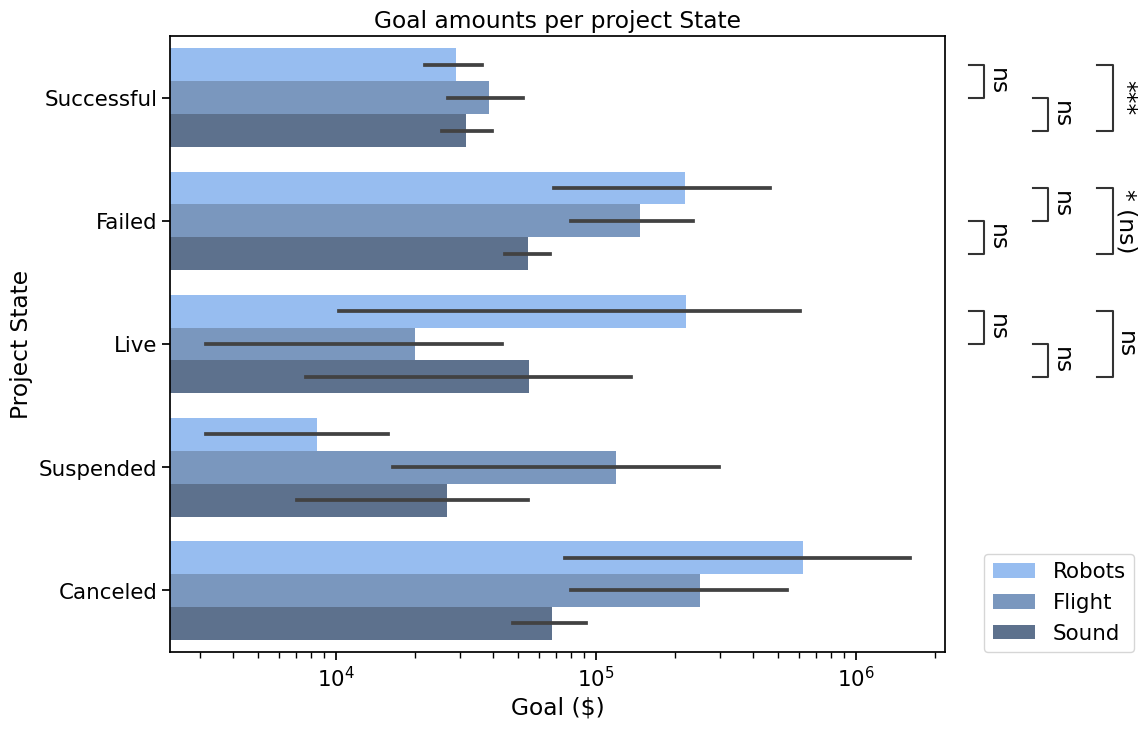 Goal amounts per project State
Project State
Successful
Failed
Live
Suspended
Canceled
ns
ns
***
ns
ns
* (ns)
ns
ns
ns
10^4
10^5
10^6
Goal ($)
Robots
Flight
Sound